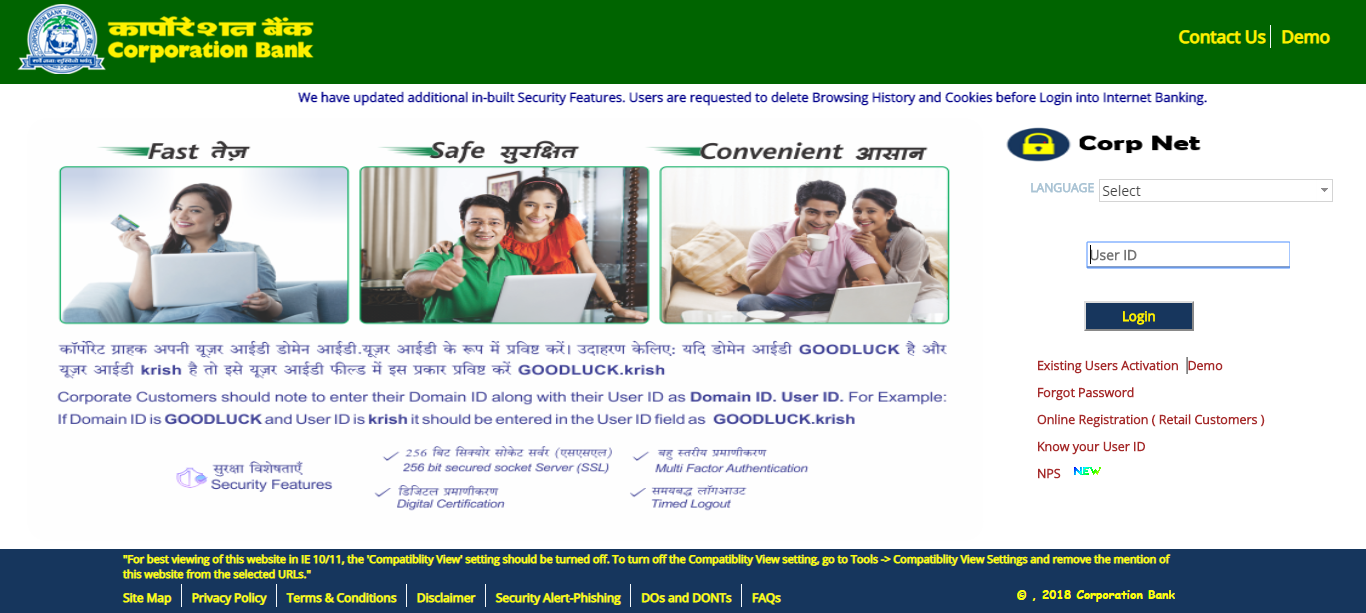 कार्पोरेशन बैंक
Corporation Bank
Contact Us
Demo
We have updated additional in-built Security Features. Users are requested to delete Browsing History and Cookies before Login into Internet Banking.
Fast तेज़
Safe सुरक्षित
Convenient आसान
Corp Net
LANGUAGE Select
User ID
Login
कॉर्पोरेट ग्राहक अपनी यूज़र आईडी डोमेन आईडी.यूज़र आईडी के रूप में प्रविष्ट करें। उदाहरण केलिए: यदि डोमेन आईडी GOODLUCK है और
यूज़र आईडी krish है तो इसे यूज़र आईडी फील्ड में इस प्रकार प्रविष्ट करें GOODLUCK.krish
Corporate Customers should note to enter their Domain ID along with their User ID as Domain ID. User ID. For Example:
If Domain ID is GOODLUCK and User ID is krish it should be entered in the User ID field as GOODLUCK.krish
सुरक्षा विशेषताएँ
Security Features
256 बिट सिक्योर सोकेट सर्वर (एसएसएल)
256 bit secured socket Server (SSL)
डिजिटल प्रमाणीकरण
Digital Certification
बहु स्तरीय प्रमाणीकरण
Multi Factor Authentication
समयबद्ध लॉगआउट
Timed Logout
Existing Users Activation Demo
Forgot Password
Online Registration ( Retail Customers )
Know your User ID
NPS NEW
"For best viewing of this website in IE 10/11, the 'Compatiblity View' setting should be turned off. To turn off the Compatiblity View setting, go to Tools -> Compatiblity View Settings and remove the mention of
this website from the selected URLs."
Site Map
Privacy Policy
Terms & Conditions
Disclaimer
Security Alert-Phishing
DOs and DONTs
FAQs
© , 2018 Corporation Bank